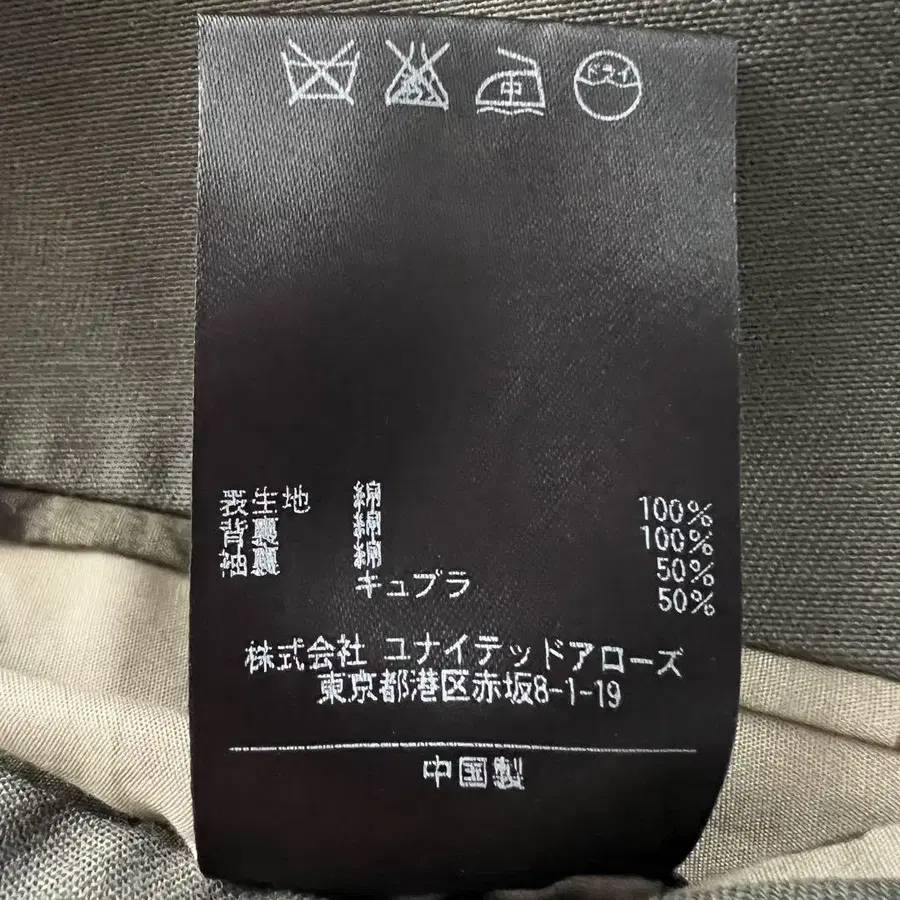 中 ドライ
表生地 綿 100%
背裏 綿 100%
袖裏 綿 50%
キュプラ 50%
株式会社 ユナイテッドアローズ
東京都港区赤坂8-1-19
中国製